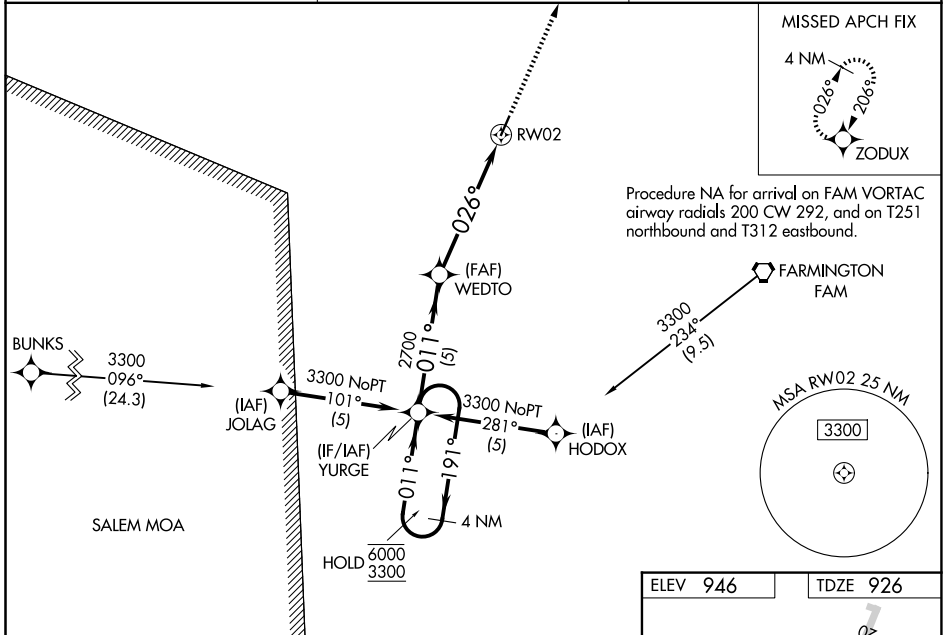 MISSED APCH FIX
4 NM
026°
206°
ZODUX
RW02
026°
Procedure NA for arrival on FAM VORTAC
airway radials 200 CW 292, and on T251
northbound and T312 eastbound.
(FAF)
WEDTO
FARMINGTON
FAM
3300
234°
(9.5)
2700
011°
(5)
BUNKS
3300
096°
(24.3)
(IAF)
JOLAG
3300 NoPT
101°
(5)
3300 NoPT
281°
(5)
(IAF)
HODOX
(IF/IAF)
YURGE
011°
191°
4 NM
HOLD
6000
3300
SALEM MOA
MSA RW02 25 NM
3300
ELEV 946
TDZE 926